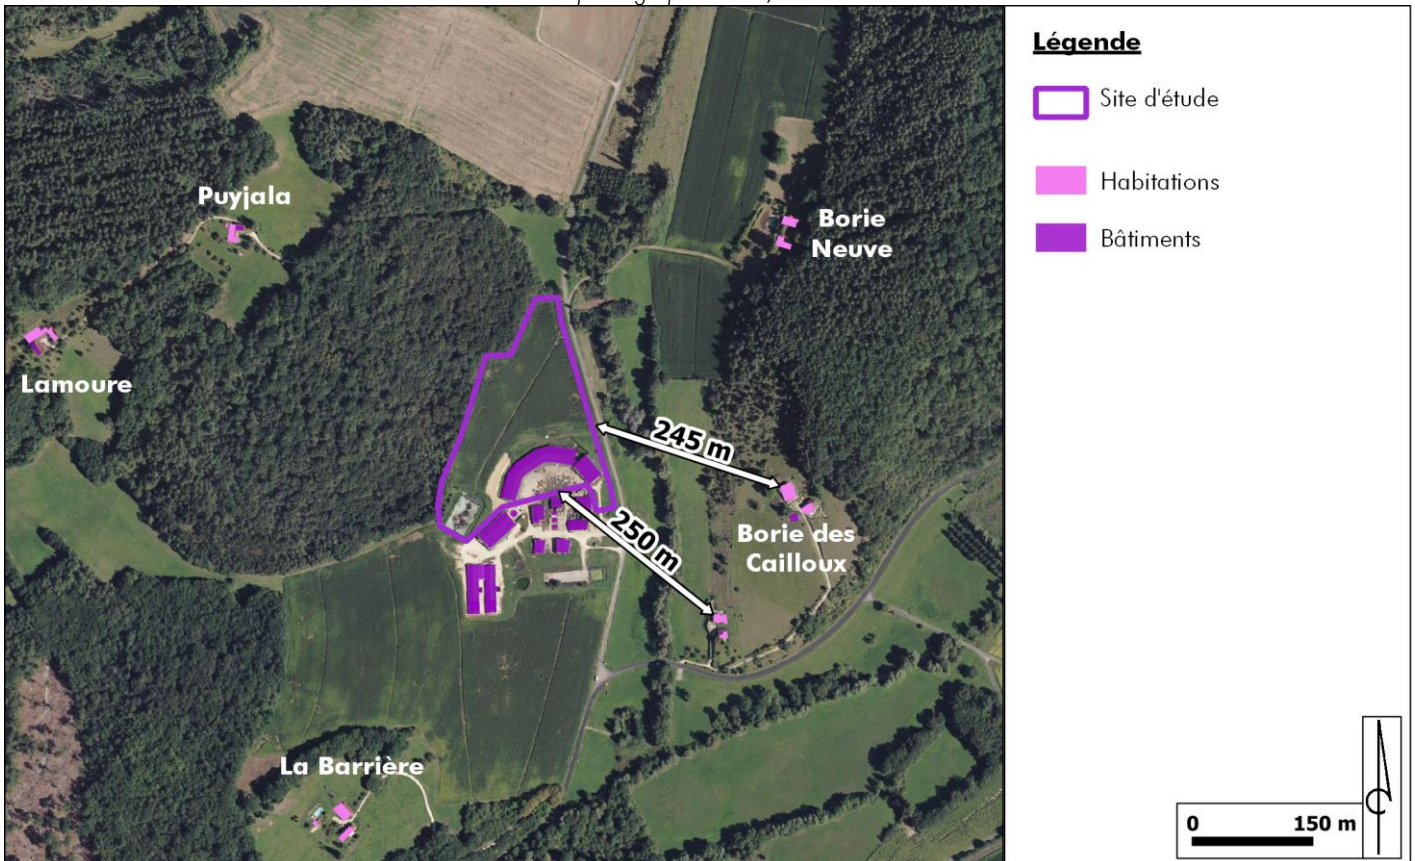 Légende
Site d'étude
Habitations
Bâtiments
Puyjala
Borie
Neuve
Lamoure
245 m
250 m
Borie des
Cailloux
La Barrière
0 150 m